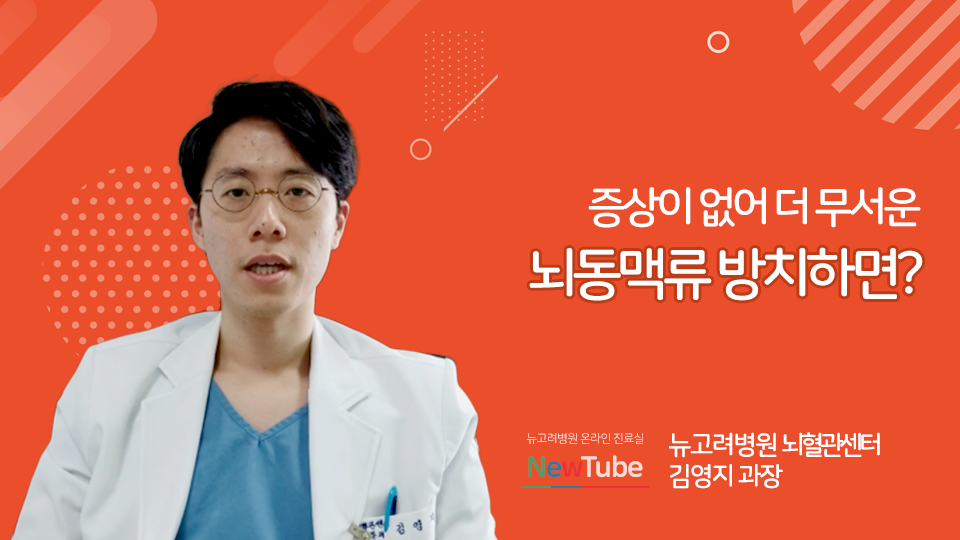 증상이 없어 더 무서운
뇌동맥류 방치하면?
뉴고려병원 온라인 진료실
NewTube
뉴고려병원 뇌혈관센터
김영지 과장
김영